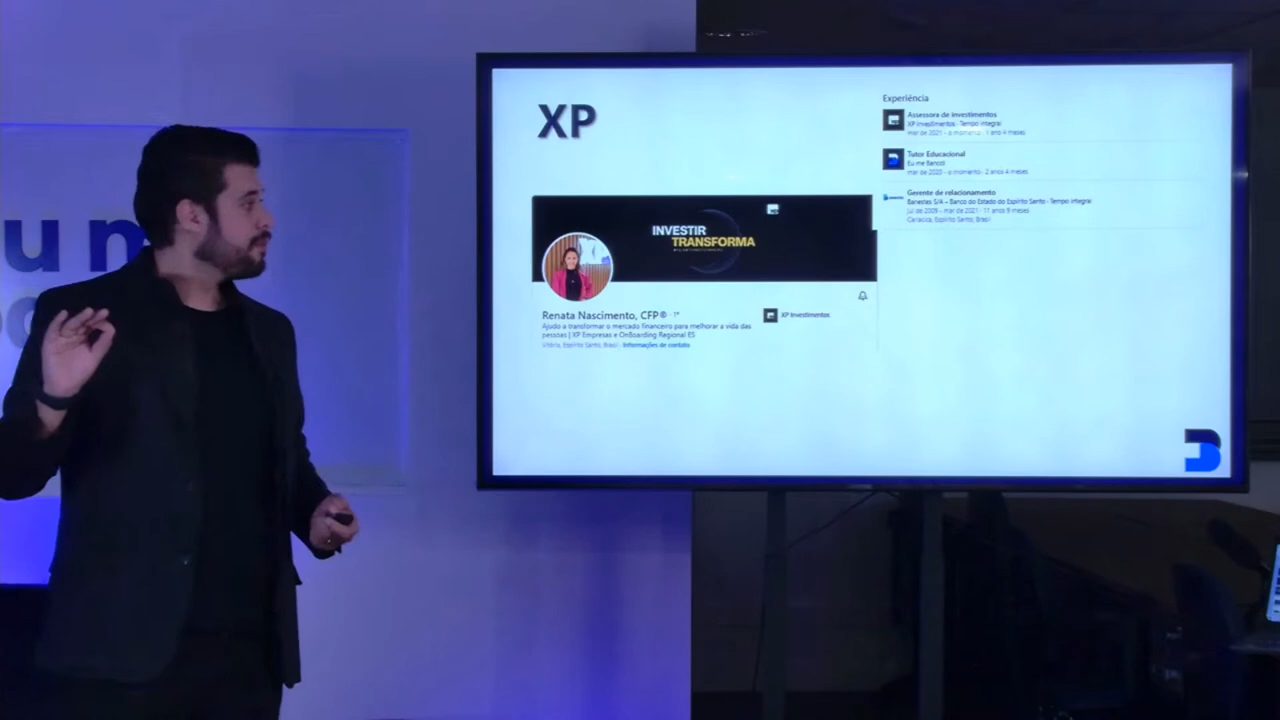 um
XP
INVESTIR
TRANSFORMA
Renata Nascimento, CFP® · 1º
XP Investimentos
Ajudo a transformar o mercado financeiro para melhorar a vida das
pessoas | XP Empresas e OnBoarding Regional ES
Vitória, Espírito Santo, Brasil · Informações de contato
Experiência
Assessora de investimentos
XP Investimentos · Tempo integral
mar de 2021 - o momento · 1 ano 4 meses
Tutor Educacional
Eu me Banco!
mar de 2020 - o momento · 2 anos 4 meses
Gerente de relacionamento
Banestes S/A – Banco do Estado do Espírito Santo · Tempo integral
jul de 2009 - mar de 2021 · 11 anos 9 meses
Cariacica, Espírito Santo, Brasil